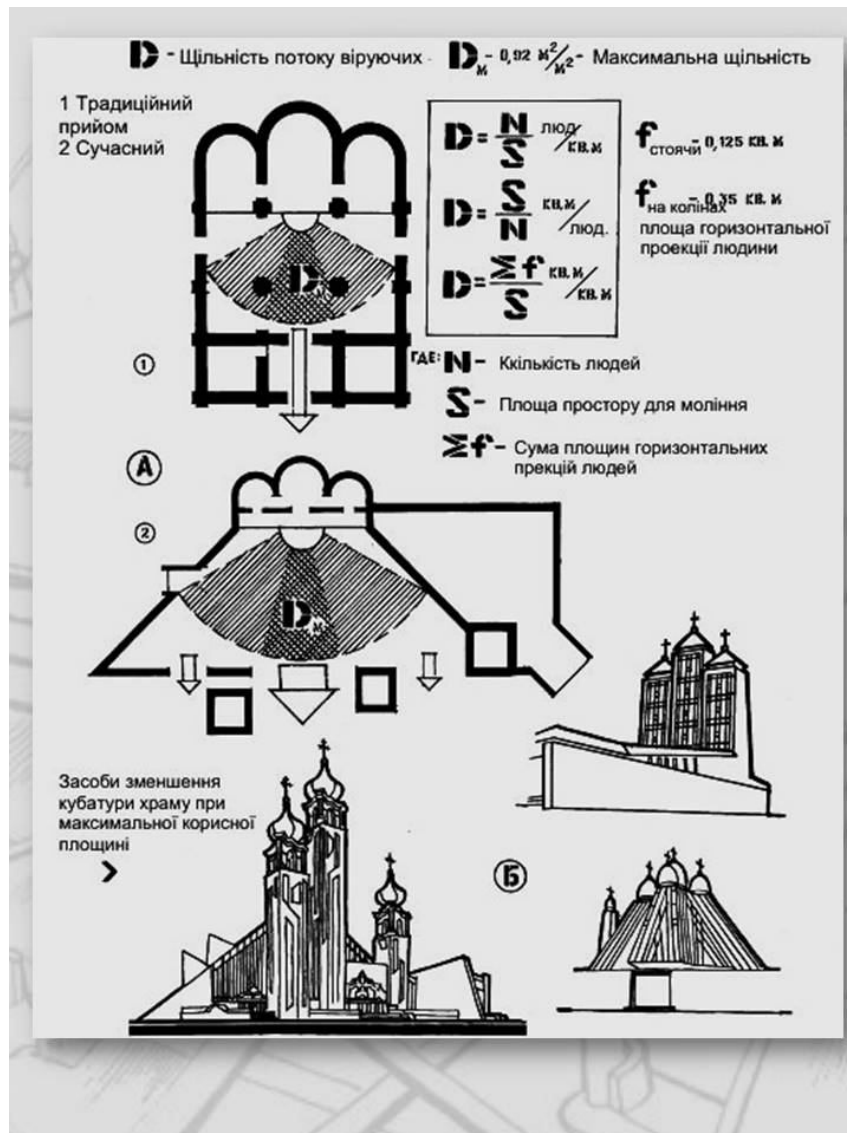 D - Щільність потоку віруючих - Dм - 0,92 м²/м² - Максимальна щільність
1 Традиційний
прийом
2 Сучасний
D = N/S люд/кв.м
fстоячи - 0,125 кв. м
D = S/N кв.м/люд.
fна колінах - 0,35 кв. м
площа горизонтальної
проекції людини
D = Σf/S кв.м/кв.м
Dм
1
ГДЕ: N - Ккількість людей
S - Площа простору для моління
Σf - Сума площин горизонтальних
прекцій людей
А
2
Dм
Засоби зменшення
кубатури храму при
максимальної корисної
площині
Б